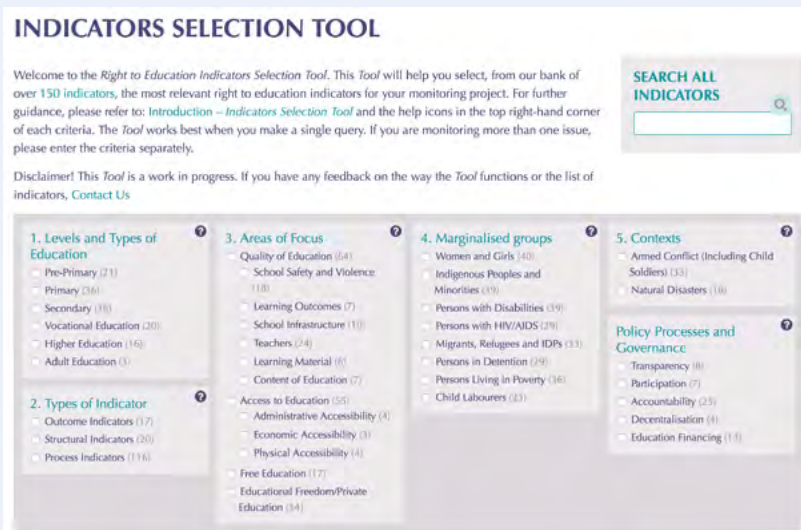 INDICATORS SELECTION TOOL
Welcome to the Right to Education Indicators Selection Tool. This Tool will help you select, from our bank of
over 150 indicators, the most relevant right to education indicators for your monitoring project. For further
guidance, please refer to: Introduction – Indicators Selection Tool and the help icons in the top right-hand corner
of each criteria. The Tool works best when you make a single query. If you are monitoring more than one issue,
please enter the criteria separately.
Disclaimer! This Tool is a work in progress. If you have any feedback on the way the Tool functions or the list of
indicators, Contact Us
SEARCH ALL
INDICATORS
1. Levels and Types of
Education
Pre-Primary (21)
Primary (36)
Secondary
Vocational Education (20)
Higher Education (16)
Adult Education
2. Types of Indicator
Outcome Indicators (17)
Structural Indicators (20)
Process Indicators (116)
3. Areas of Focus
Quality of Education (64)
School Safety and Violence
(18)
Learning Outcomes (7)
School Infrastructure (10)
Teachers (24)
Learning Material
Content of Education (7)
Access to Education (55)
Administrative Accessibility (4)
Economic Accessibility (3)
Physical Accessibility (4)
Free Education (17)
Educational Freedom/Private
Education
4. Marginalised groups
Women and Girls (40)
Indigenous Peoples and
Minorities (39)
Persons with Disabilities (39)
Persons with HIV/AIDS (29)
Migrants, Refugees and IDPs (33)
Persons in Detention (29)
Persons Living in Poverty (36)
Child Labourers
5. Contexts
Armed Conflict (Including Child
Soldiers) (33)
Natural Disasters (18)
Policy Processes and
Governance
Transparency
Participation (7)
Accountability
Decentralisation (4)
Education Financing